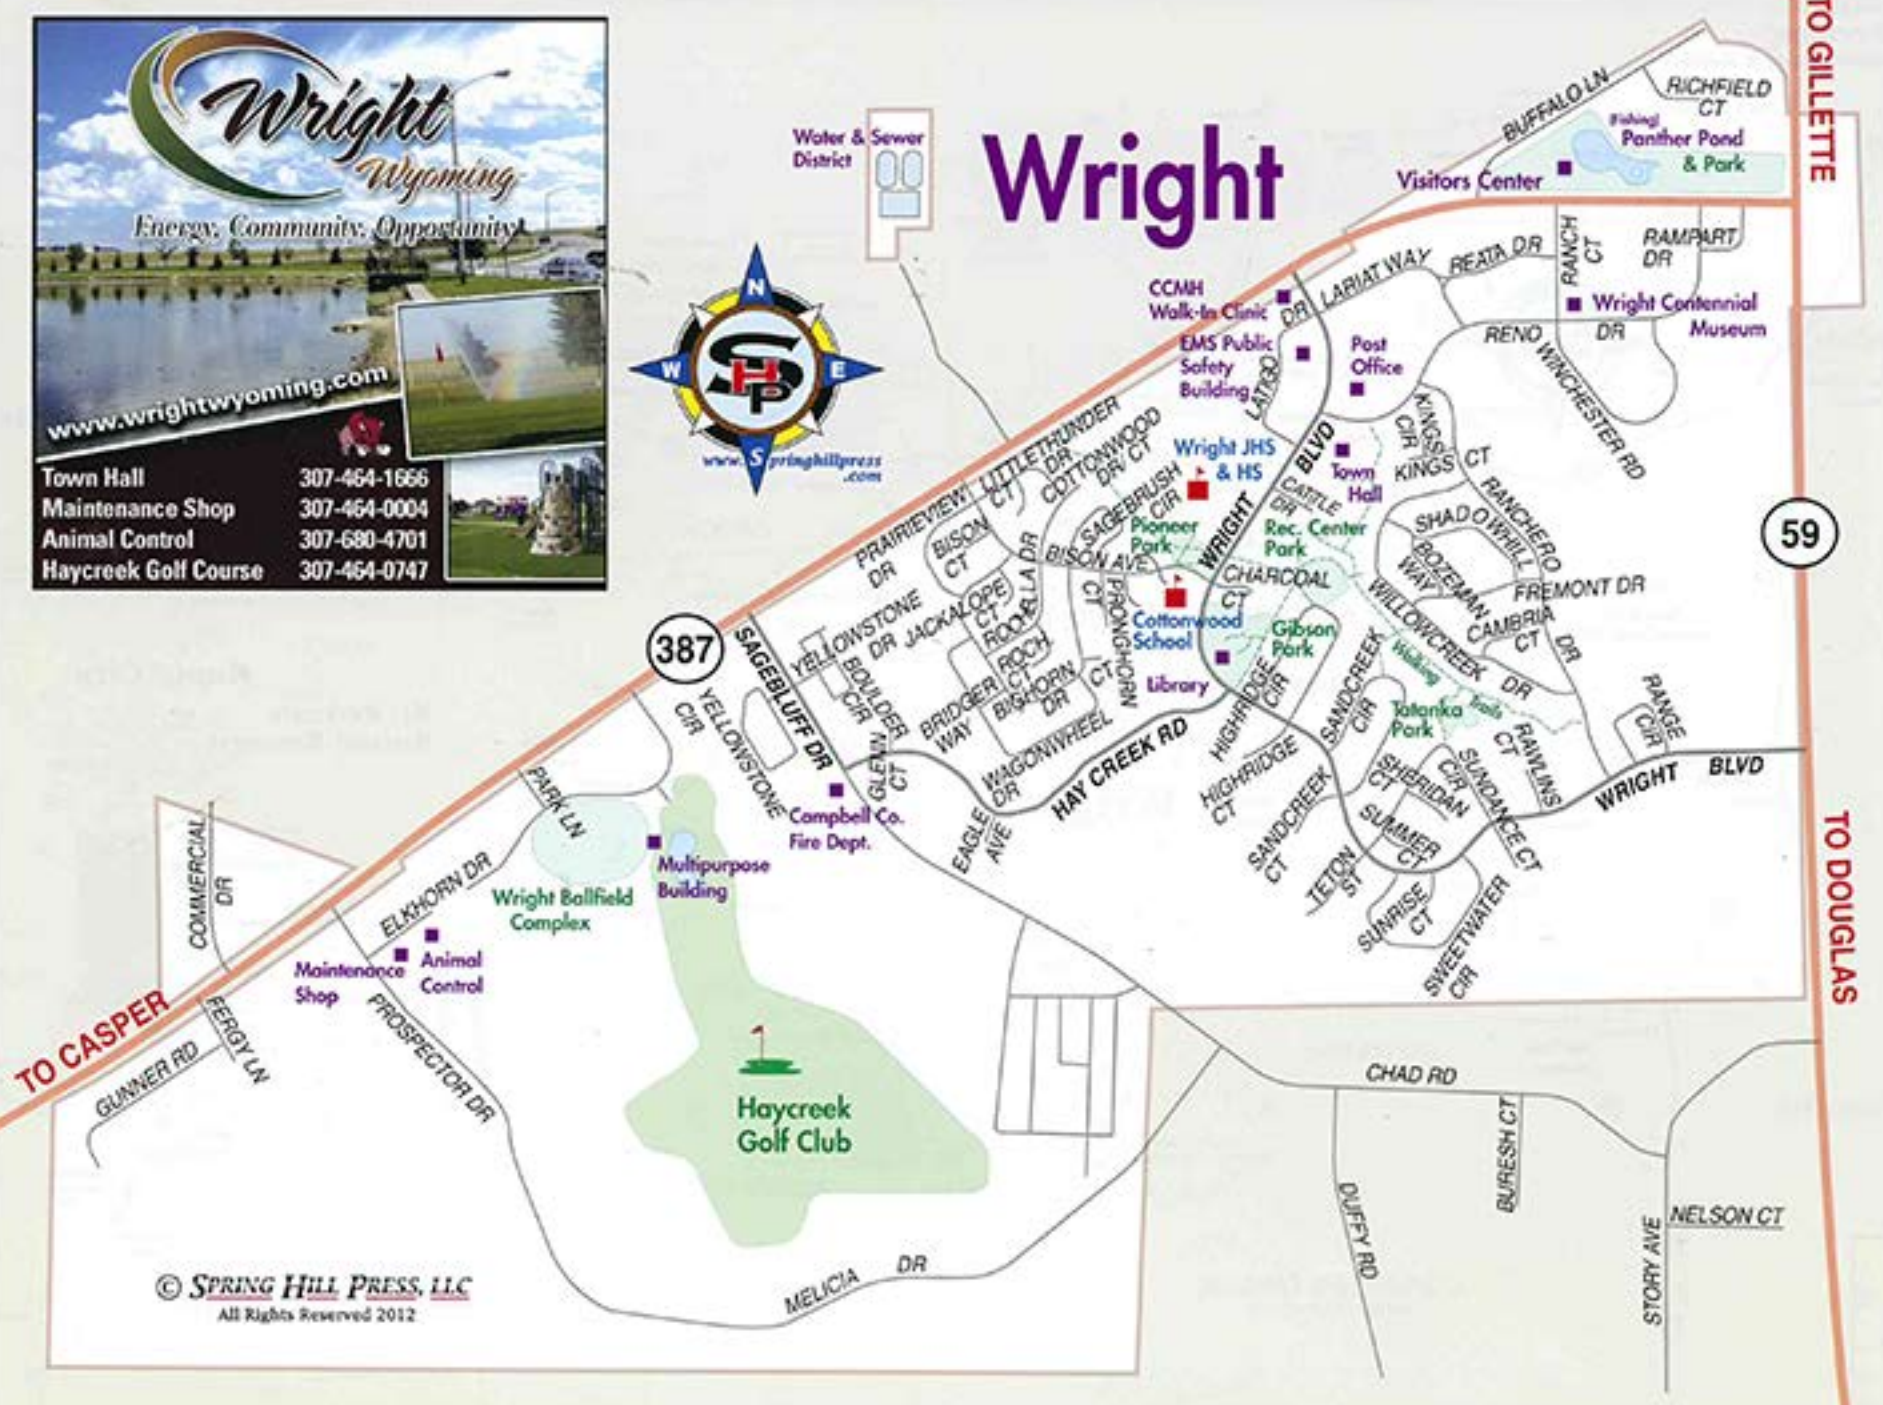 Wright
Wyoming
Energy, Community, Opportunity
www.wrightwyoming.com
Town Hall 307-464-1666
Maintenance Shop 307-464-0004
Animal Control 307-680-4701
Haycreek Golf Course 307-464-0747
Water & Sewer
District
Wright
N
W
E
S
SHP
www.Springhillpress
.com
TO GILLETTE
BUFFALO LN
RICHFIELD
CT
(Fishing)
Panther Pond
& Park
Visitors Center
RANCH
CT
RAMPART
DR
REATA DR
LARIAT WAY
Wright Centennial
Museum
RENO
DR
WINCHESTER RD
CCMH
Walk-In Clinic
EMS Public
Safety
Building
LATIGO
DR
Post
Office
KINGS
CIR
KINGS CT
Town
Hall
WRIGHT
BLVD
CATTLE
DR
Wright JHS
& HS
Rec. Center
Park
Pioneer
Park
SAGEBRUSH
CIR
COTTONWOOD
DR/ CT
LITTLETHUNDER
DR
CT
PRAIRIEVIEW
DR
BISON
CT
BISON AVE
CHARCOAL
CT
Cottonwood
School
Gibson
Park
Library
RANCHERO
DR
SHADOWHILL
BOZEMAN
WAY
FREMONT DR
CAMBRIA
CT
WILLOWCREEK
DR
Walking
Trails
Tatanka
Park
59
387
SAGEBLUFF DR
YELLOWSTONE
DR
JACKALOPE
CT
ROCHELLA DR
ROCH
CT
BRIDGER
WAY
BIGHORN
DR
CT
PRONGHORN
CT
WAGONWHEEL
DR
HAY CREEK RD
BOULDER
CIR
GLENN
CT
YELLOWSTONE
CIR
EAGLE
AVE
HIGHRIDGE
CIR
HIGHRIDGE
CT
SANDCREEK
CIR
SANDCREEK
CT
SHERIDAN
CT
SUNDANCE CT
CIR
RAWLINS
CT
RANGE
CIR
WRIGHT BLVD
SUMMER
CT
TETON
ST
SUNRISE
CT
SWEETWATER
CIR
Campbell Co.
Fire Dept.
PARK LN
Multipurpose
Building
Wright Ballfield
Complex
ELKHORN DR
COMMERCIAL
DR
Maintenance
Shop
Animal
Control
TO CASPER
TO DOUGLAS
FERGY LN
GUNNER RD
PROSPECTOR DR
Haycreek
Golf Club
MELICIA DR
CHAD RD
BURESH CT
DUFFY RD
STORY AVE
NELSON CT
© SPRING HILL PRESS, LLC
All Rights Reserved 2012